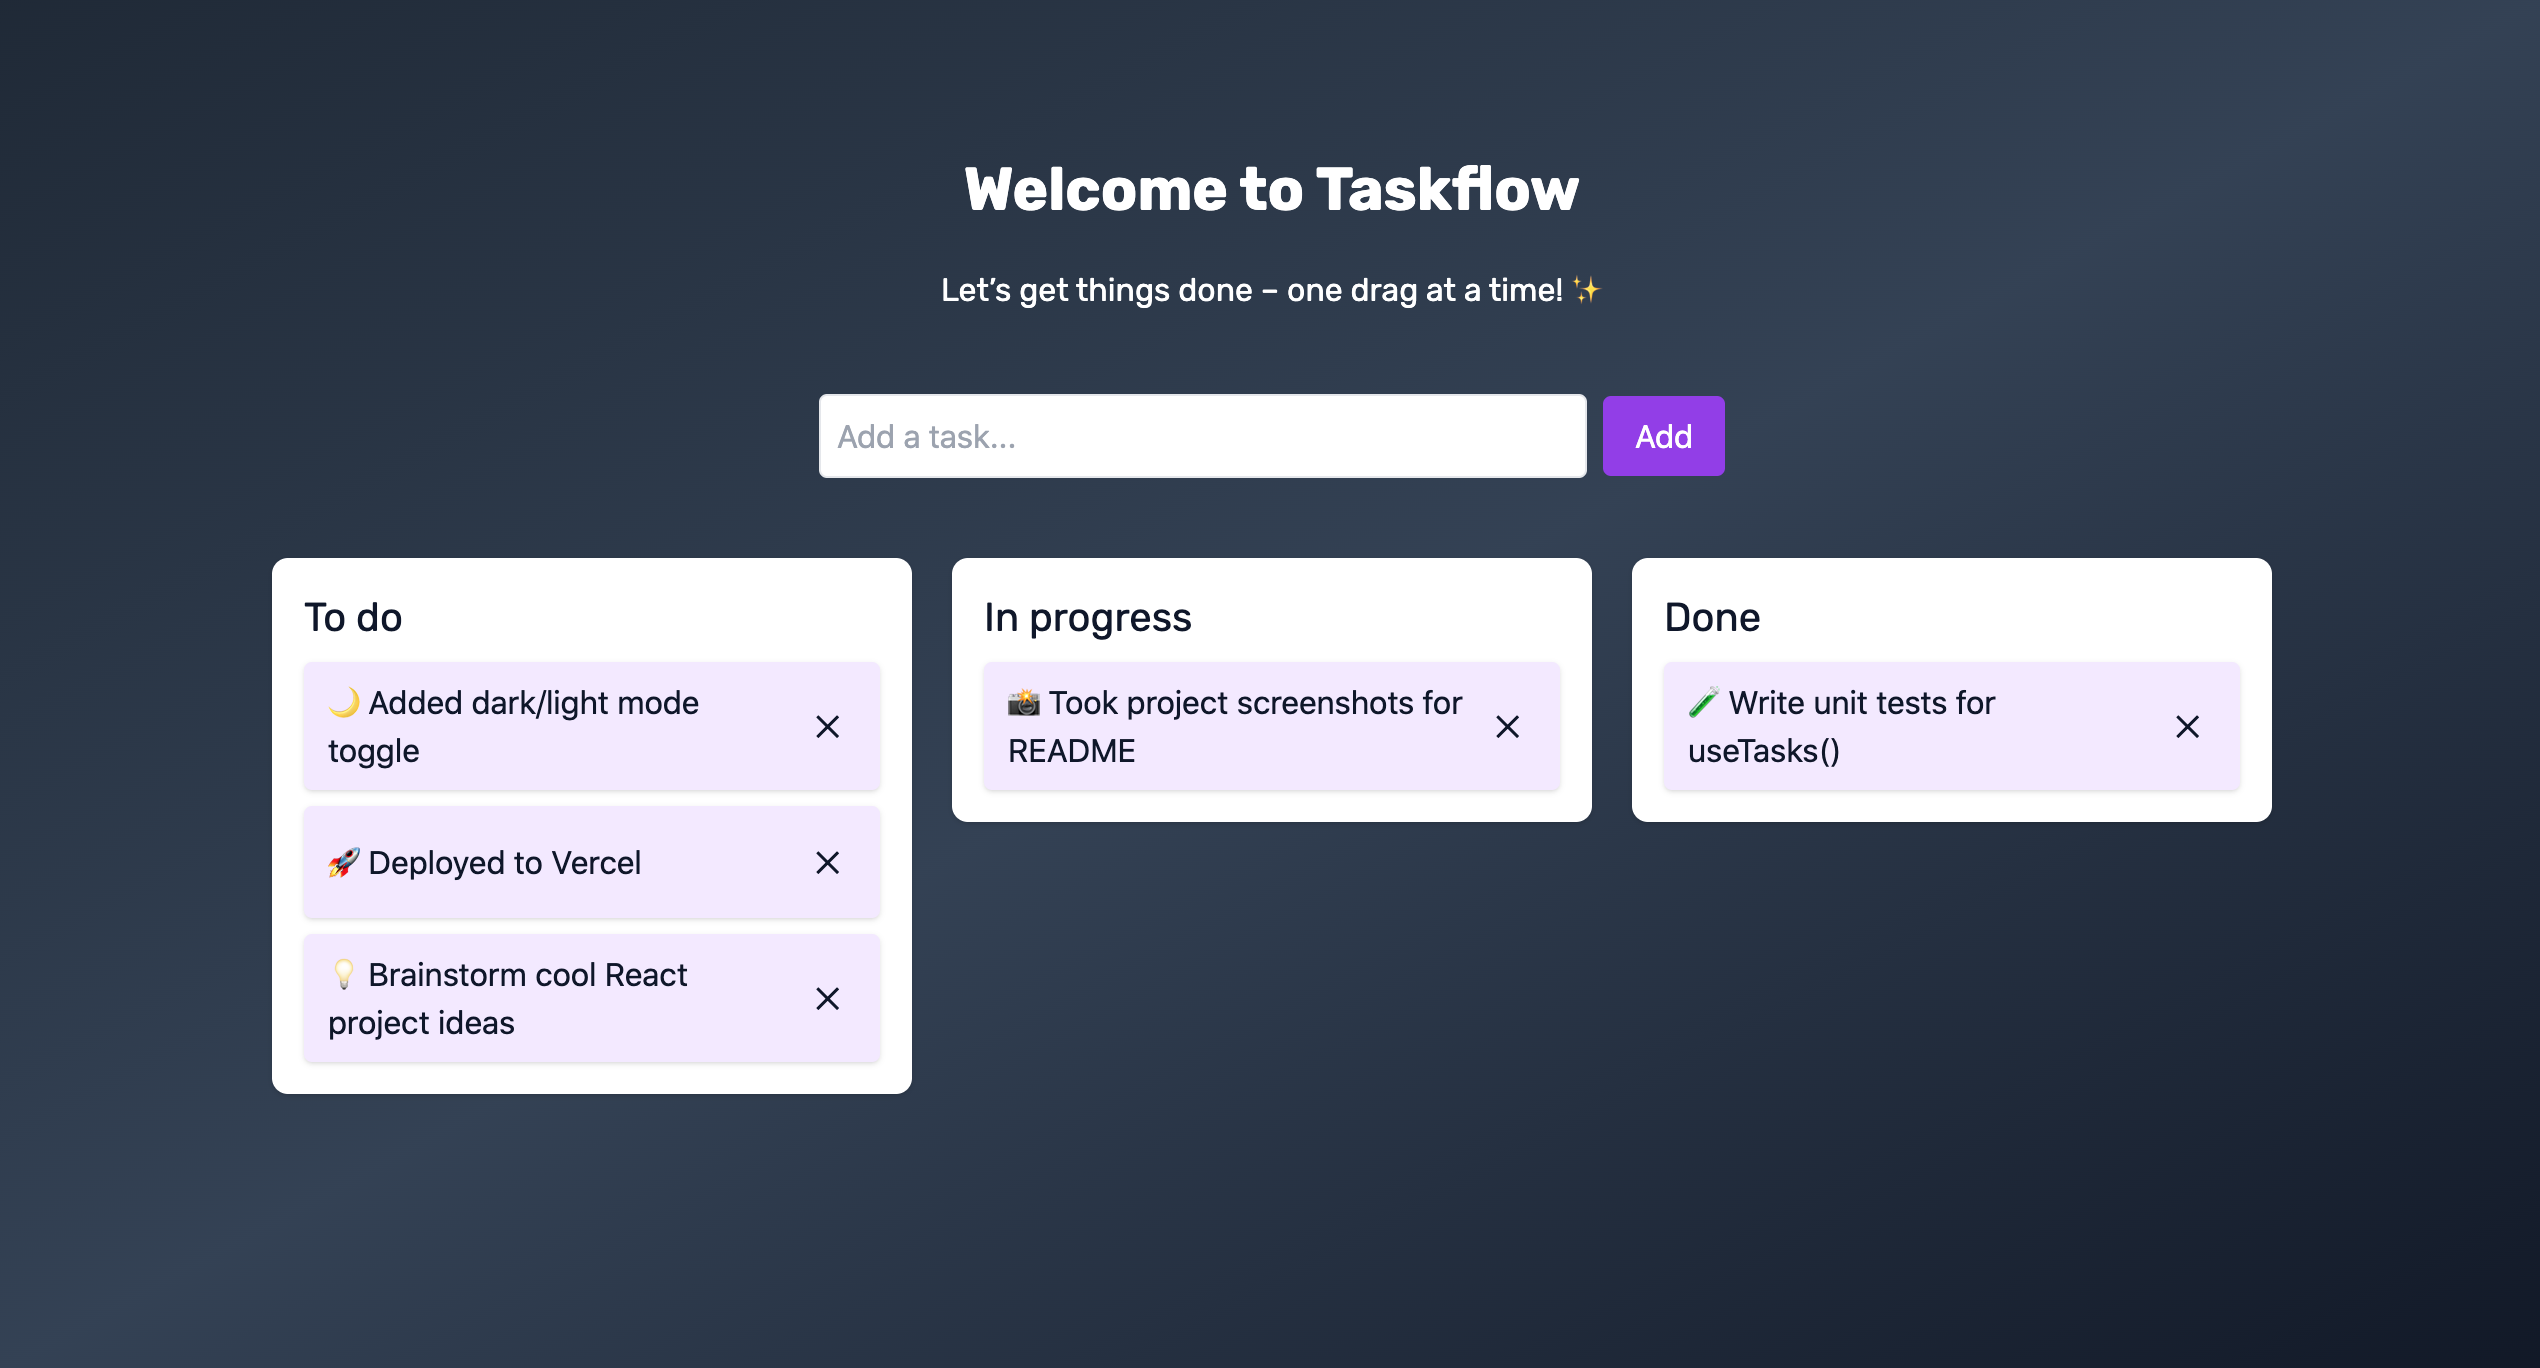 Welcome to Taskflow
Let’s get things done – one drag at a time! ✨
Add a task...
Add
To do
🌙 Added dark/light mode
toggle
🚀 Deployed to Vercel
💡 Brainstorm cool React
project ideas
In progress
📸 Took project screenshots for
README
Done
🧪 Write unit tests for
useTasks()